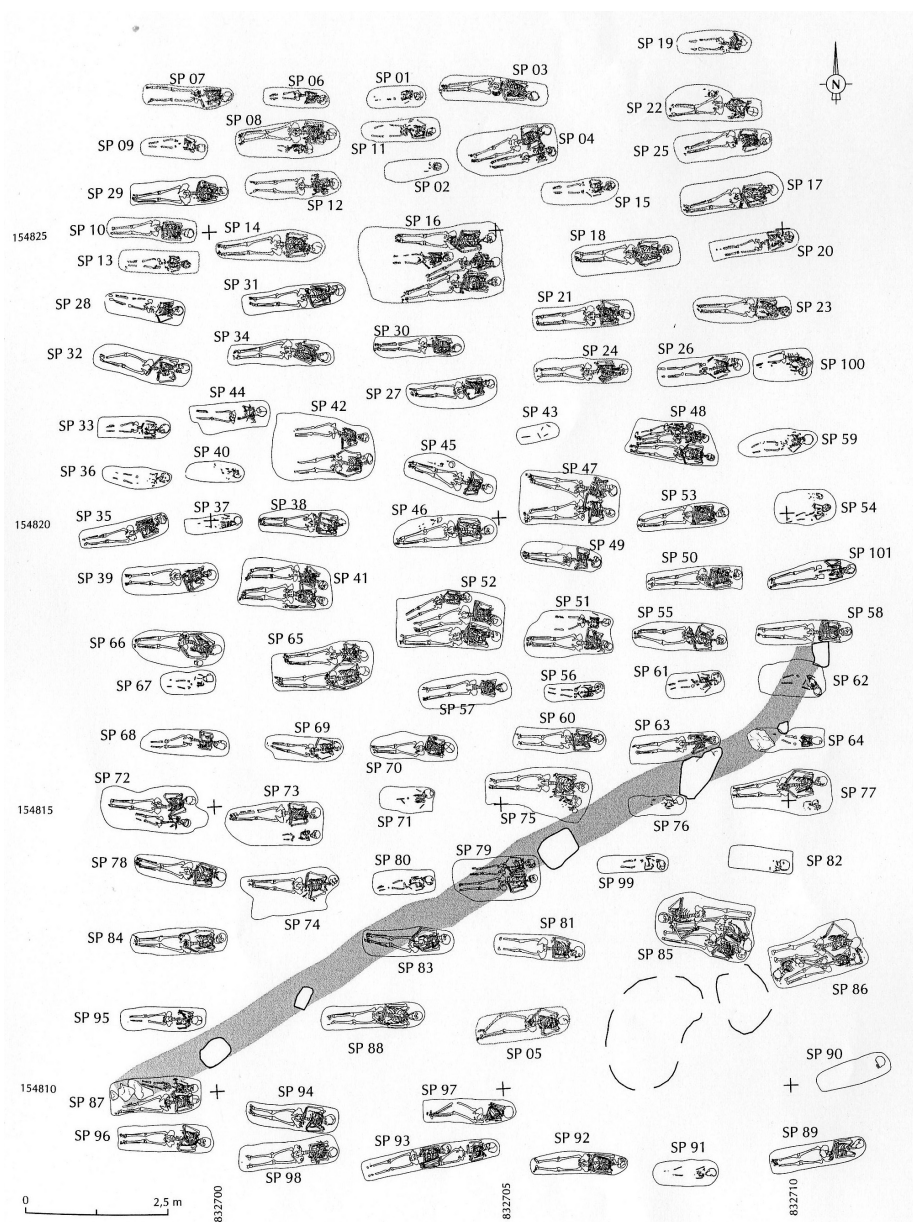 SP 19
N
SP 07 SP 06 SP 01 SP 03
SP 22
SP 08
SP 09 SP 11 SP 04 SP 25
SP 02
SP 29 SP 12 SP 15 SP 17
SP 10 SP 14 SP 16 SP 18 SP 20
154825
SP 13
SP 28 SP 31 SP 21 SP 23
SP 32 SP 34 SP 30 SP 24 SP 26 SP 100
SP 27
SP 44 SP 42 SP 43 SP 48
SP 33 SP 59
SP 36 SP 40 SP 45 SP 47
SP 35 SP 37 SP 38 SP 46 SP 53 SP 54
154820
SP 49
SP 39 SP 41 SP 52 SP 50 SP 101
SP 51
SP 66 SP 65 SP 55 SP 58
SP 67 SP 57 SP 56 SP 61 SP 62
SP 68 SP 69 SP 70 SP 60 SP 63 SP 64
SP 72 SP 73 SP 71 SP 75 SP 76 SP 77
154815
SP 78 SP 80 SP 79 SP 99 SP 82
SP 74
SP 84 SP 83 SP 81 SP 85
SP 86
SP 95 SP 88 SP 05
SP 90
154810
SP 87 SP 94 SP 97
SP 96 SP 98 SP 93 SP 92 SP 91 SP 89
0 2,5 m
832700 832705 832710